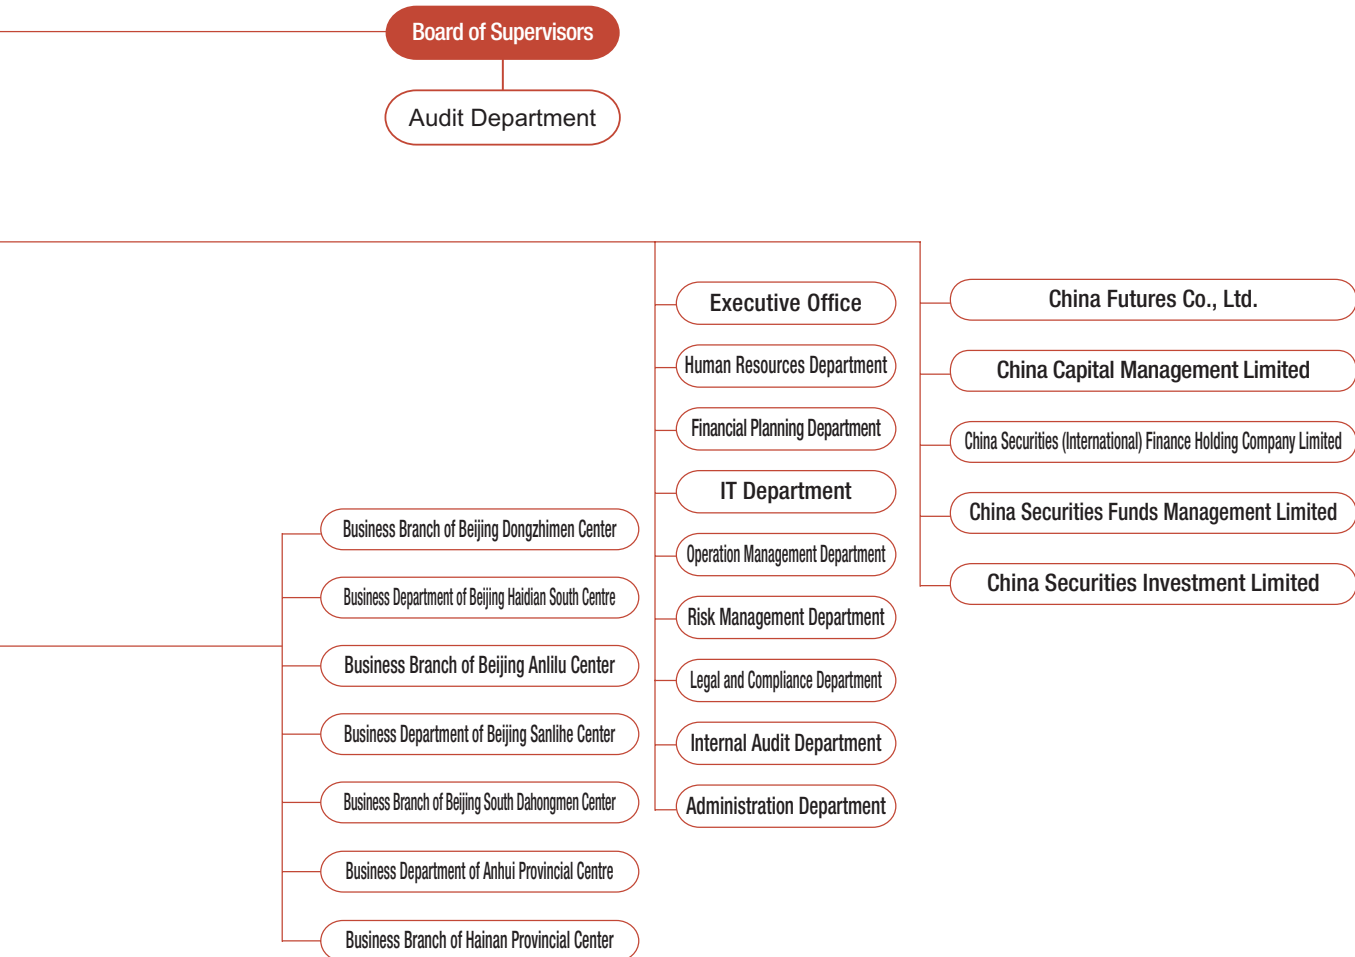 Board of Supervisors
Audit Department
Executive Office
Human Resources Department
Financial Planning Department
IT Department
Operation Management Department
Risk Management Department
Legal and Compliance Department
Internal Audit Department
Administration Department
China Futures Co., Ltd.
China Capital Management Limited
China Securities (International) Finance Holding Company Limited
China Securities Funds Management Limited
China Securities Investment Limited
Business Branch of Beijing Dongzhimen Center
Business Department of Beijing Haidian South Centre
Business Branch of Beijing Anlilu Center
Business Department of Beijing Sanlihe Center
Business Branch of Beijing South Dahongmen Center
Business Department of Anhui Provincial Centre
Business Branch of Hainan Provincial Center